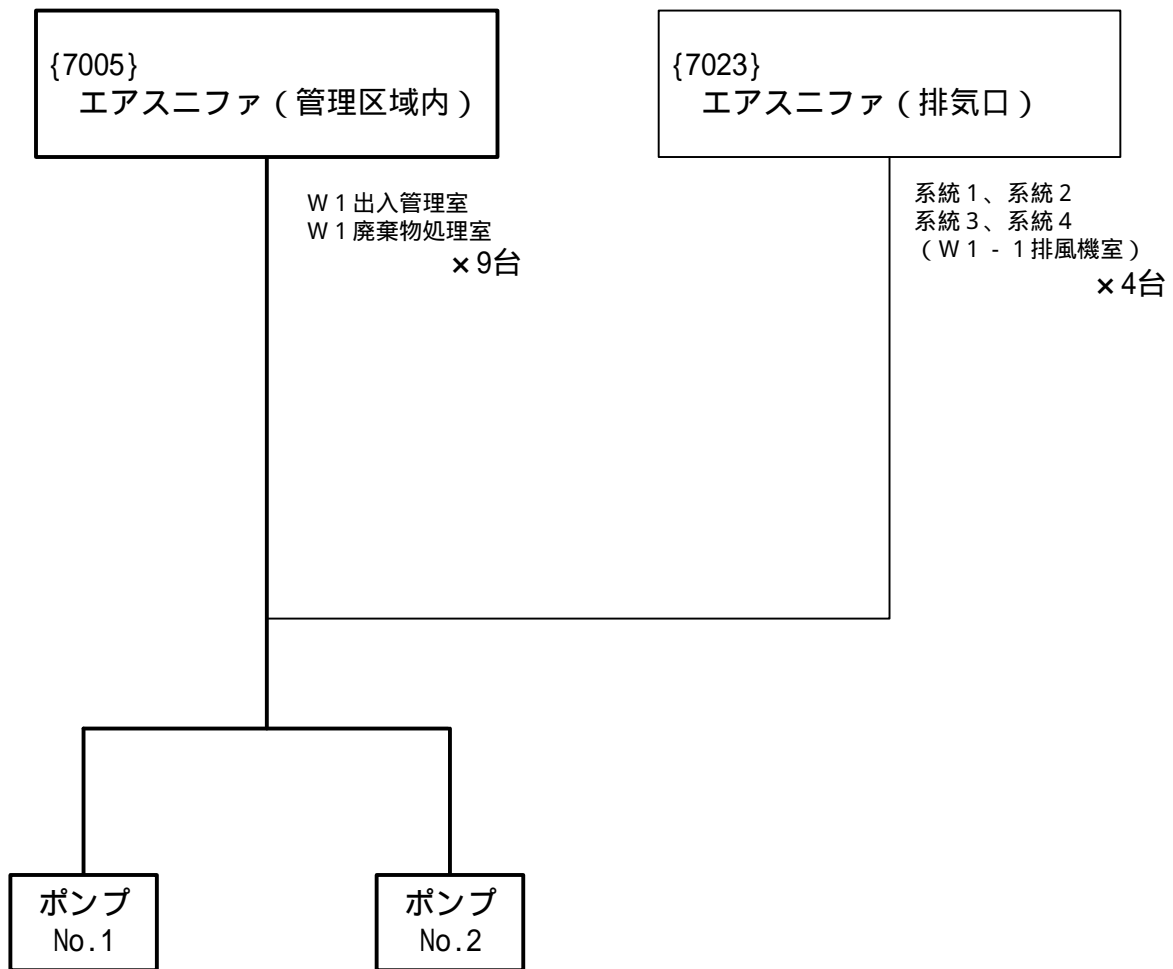 {7005}
エアスニファ(管理区域内)
W1出入管理室
W1廃棄物処理室
×9台
{7023}
エアスニファ(排気口)
系統1、系統2
系統3、系統4
(W1-1排風機室)
×4台
ポンプ
No.1
ポンプ
No.2